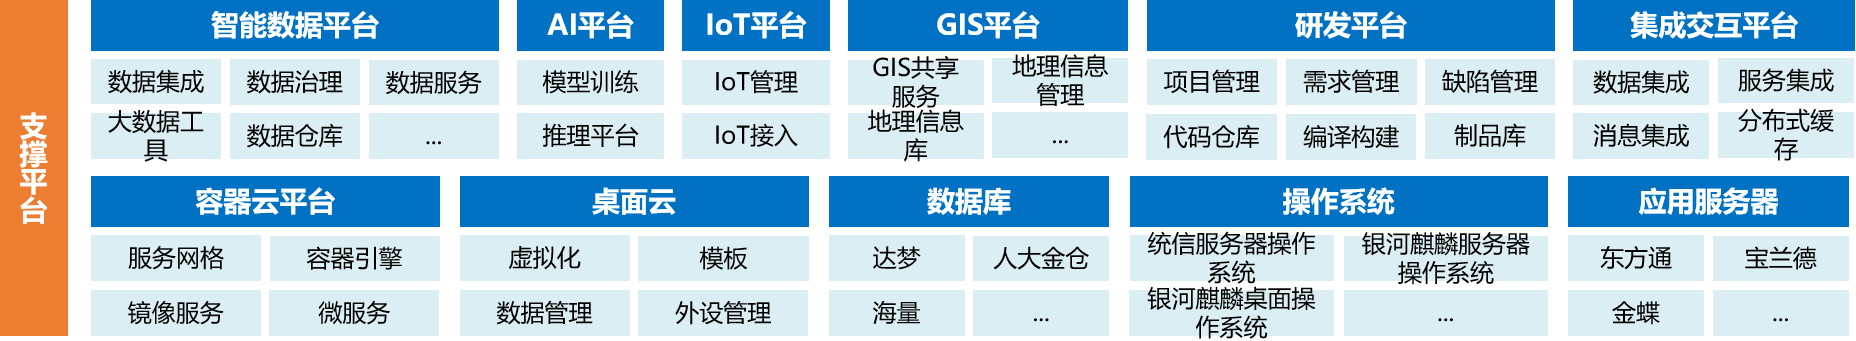 支撑平台
智能数据平台
数据集成
数据治理
数据服务
大数据工
具
数据仓库
...
AI平台
模型训练
推理平台
IoT平台
IoT管理
IoT接入
GIS平台
GIS共享
服务
地理信息
管理
地理信息
库
...
研发平台
项目管理
需求管理
缺陷管理
代码仓库
编译构建
制品库
集成交互平台
数据集成
服务集成
消息集成
分布式缓
存
容器云平台
服务网格
容器引擎
镜像服务
微服务
桌面云
虚拟化
模板
数据管理
外设管理
数据库
达梦
人大金仓
海量
...
操作系统
统信服务器操作
系统
银河麒麟服务器
操作系统
银河麒麟桌面操
作系统
...
应用服务器
东方通
宝兰德
金蝶
...